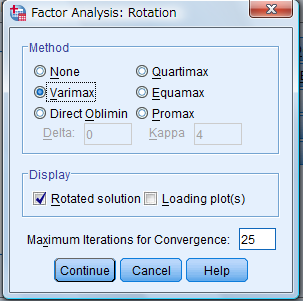 Factor Analysis: Rotation
Method
None Quartimax
Varimax Equamax
Direct Oblimin Promax
Delta: 0 Kappa 4
Display
Rotated solution Loading plot(s)
Maximum Iterations for Convergence: 25
Continue Cancel Help